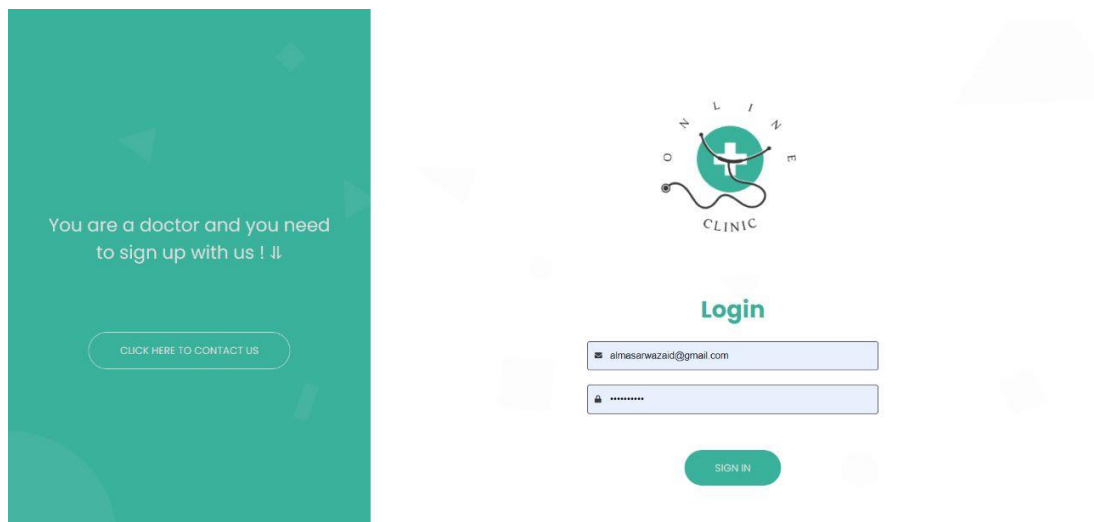 You are a doctor and you need
to sign up with us ! ⇊
CLICK HERE TO CONTACT US
ONLINE
CLINIC
Login
almasarwazaid@gmail.com
••••••••••
SIGN IN